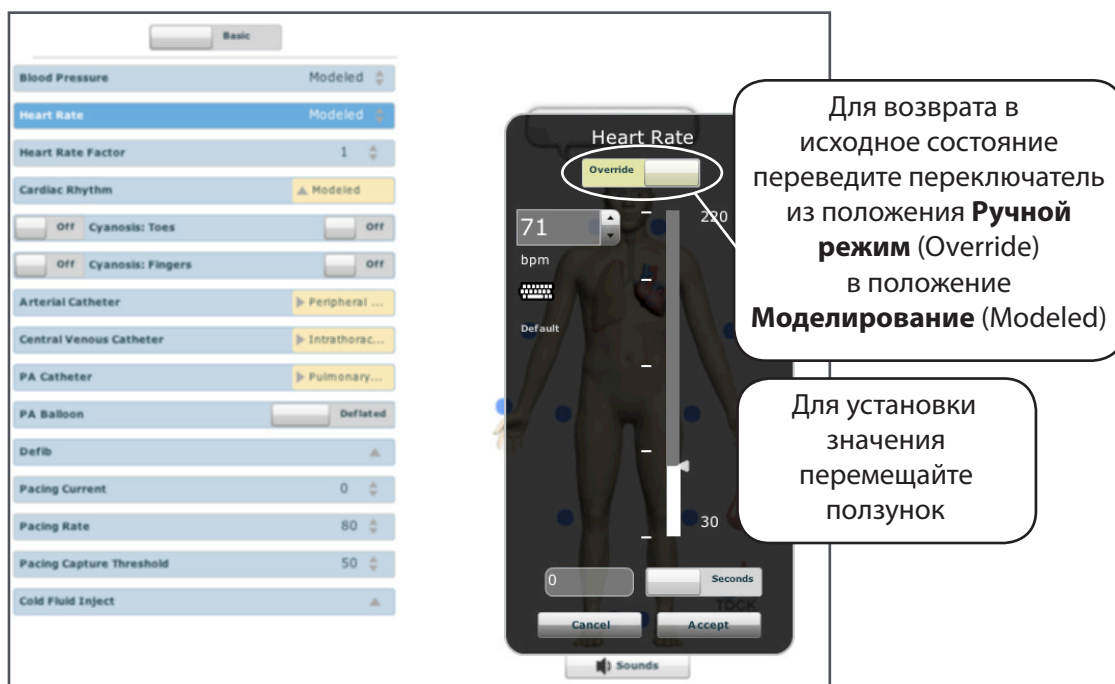 Basic
Blood Pressure Modeled
Heart Rate Modeled
Heart Rate Factor 1
Cardiac Rhythm Modeled
Off Cyanosis: Toes Off
Off Cyanosis: Fingers Off
Arterial Catheter Peripheral ...
Central Venous Catheter Intrathorac...
PA Catheter Pulmonary...
PA Balloon Deflated
Defib
Pacing Current 0
Pacing Rate 80
Pacing Capture Threshold 50
Cold Fluid Inject
Heart Rate
Override
71
220
bpm
Default
30
0 Seconds
TDCK
Cancel Accept
Sounds
Для возврата в
исходное состояние
переведите переключатель
из положения Ручной
режим (Override)
в положение
Моделирование (Modeled)
Для установки
значения
перемещайте
ползунок